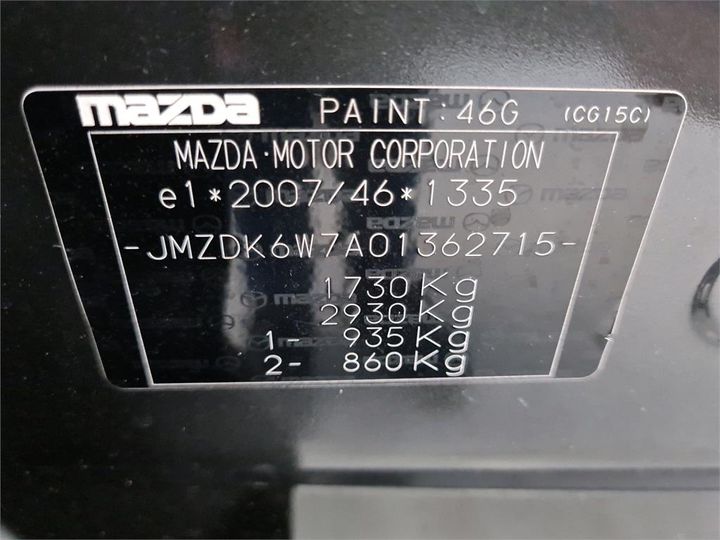 mazda PAINT:46G (CG15C)
MAZDA·MOTOR CORPORATION
e1*2007/46*1335
-JMZDK6W7A01362715-
1730Kg
2930Kg
1- 935Kg
2- 860Kg